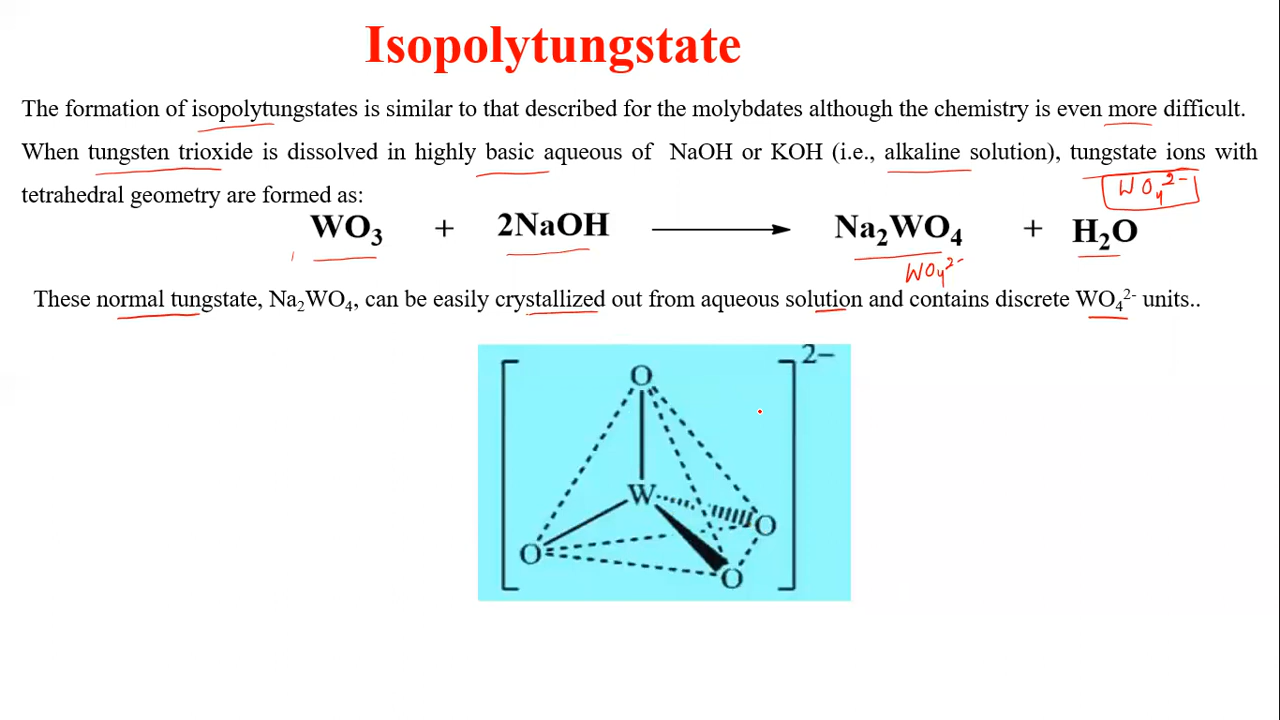 Isopolytungstate
The formation of isopolytungstates is similar to that described for the molybdates although the chemistry is even more difficult.
When tungsten trioxide is dissolved in highly basic aqueous of NaOH or KOH (i.e., alkaline solution), tungstate ions with
tetrahedral geometry are formed as:
WO₄²⁻
WO₃ + 2NaOH ⟶ Na₂WO₄ + H₂O
WO₄²⁻
These normal tungstate, Na₂WO₄, can be easily crystallized out from aqueous solution and contains discrete WO₄²⁻ units..
2–
O
W
O
O
O